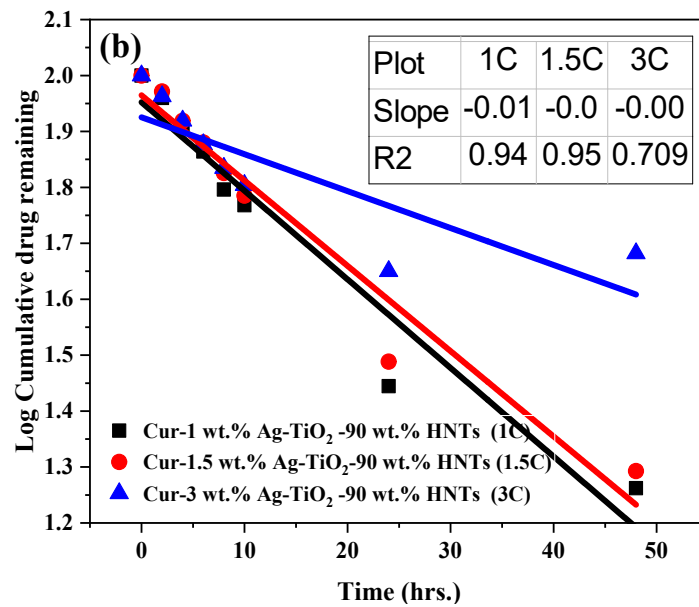 (b)
Plot 1C 1.5C 3C
Slope -0.01 -0.0 -0.00
R2 0.94 0.95 0.709
Log Cumulative drug remaining
2.1
2.0
1.9
1.8
1.7
1.6
1.5
1.4
1.3
1.2
Cur-1 wt.% Ag-TiO₂ -90 wt.% HNTs (1C)
Cur-1.5 wt.% Ag-TiO₂-90 wt.% HNTs (1.5C)
Cur-3 wt.% Ag-TiO₂ -90 wt.% HNTs (3C)
0 10 20 30 40 50
Time (hrs.)